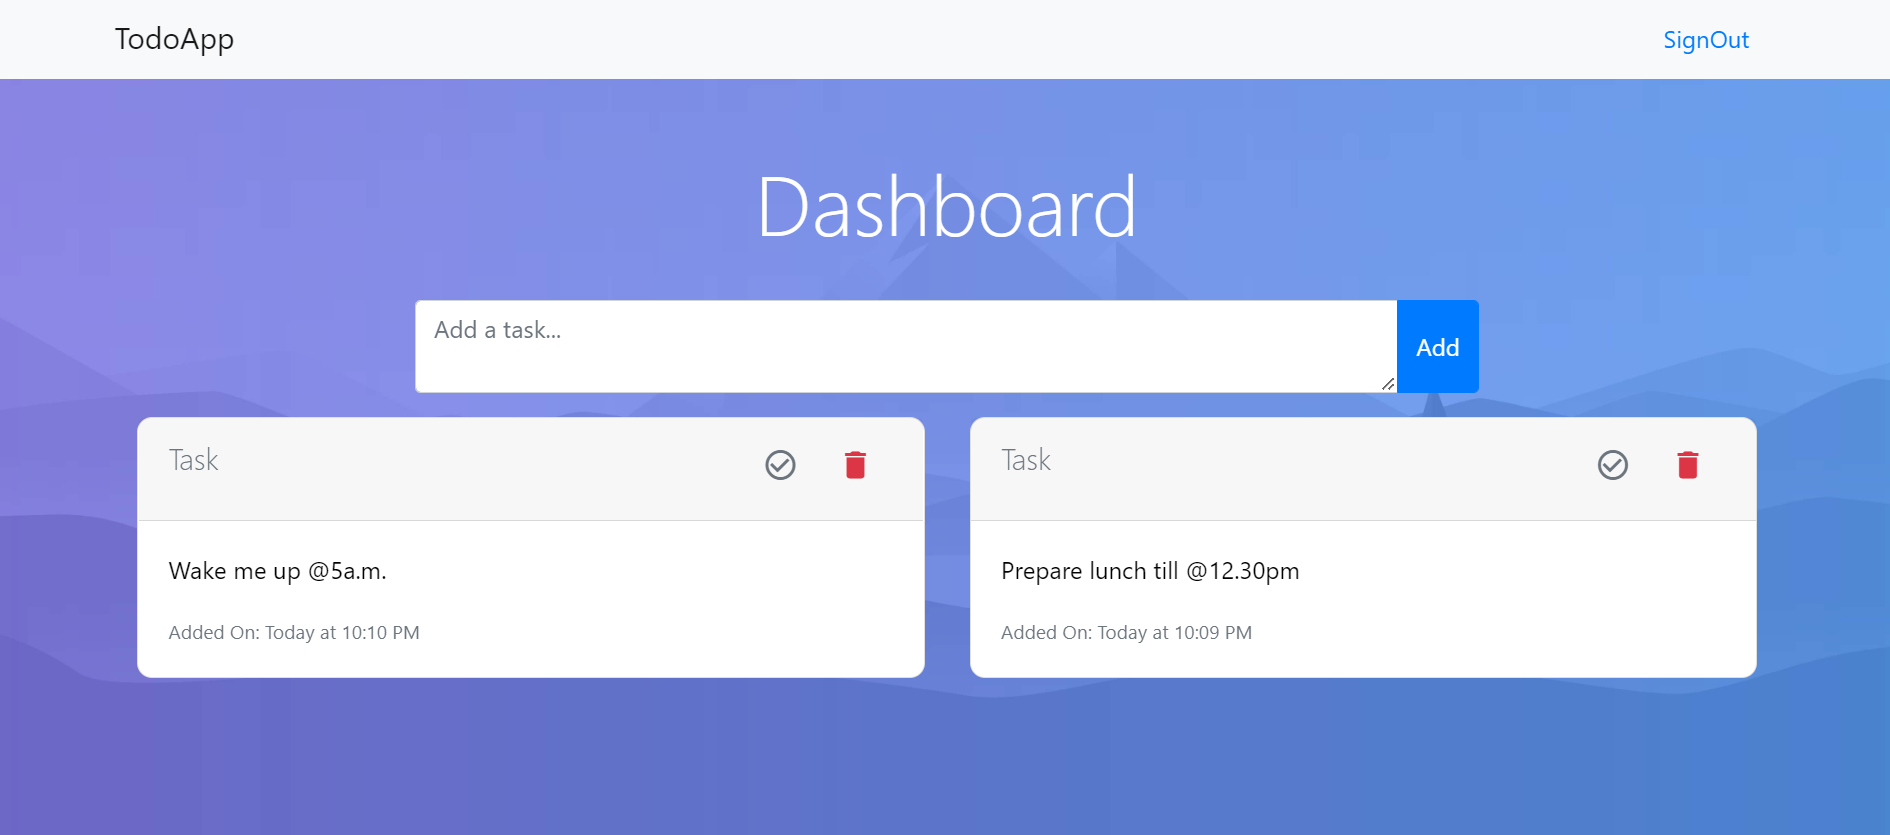 TodoApp
SignOut
Dashboard
Add a task...
Add
Task
Wake me up @5a.m.
Added On: Today at 10:10 PM
Task
Prepare lunch till @12.30pm
Added On: Today at 10:09 PM